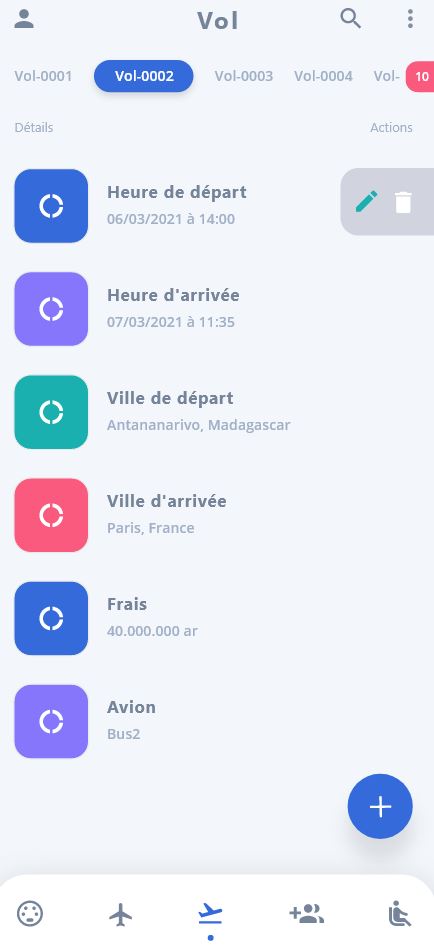 Vol
Vol-0001
Vol-0002
Vol-0003
Vol-0004
Vol-
10
Détails
Actions
Heure de départ
06/03/2021 à 14:00
Heure d'arrivée
07/03/2021 à 11:35
Ville de départ
Antananarivo, Madagascar
Ville d'arrivée
Paris, France
Frais
40.000.000 ar
Avion
Bus2